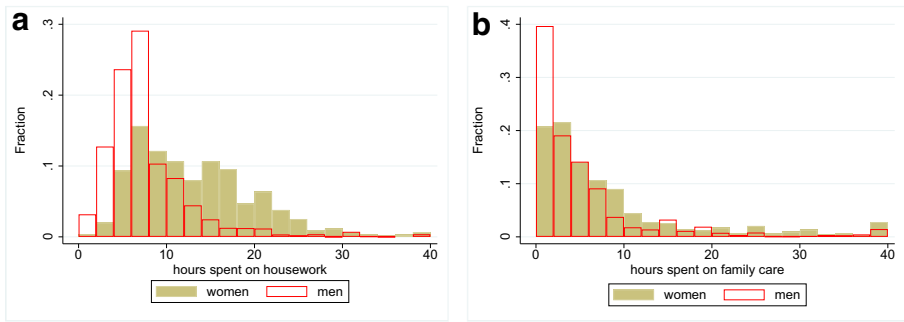 a
Fraction
.3
.2
.1
0
0 10 20 30 40
hours spent on housework
women men
b
Fraction
.4
.3
.2
.1
0
0 10 20 30 40
hours spent on family care
women men